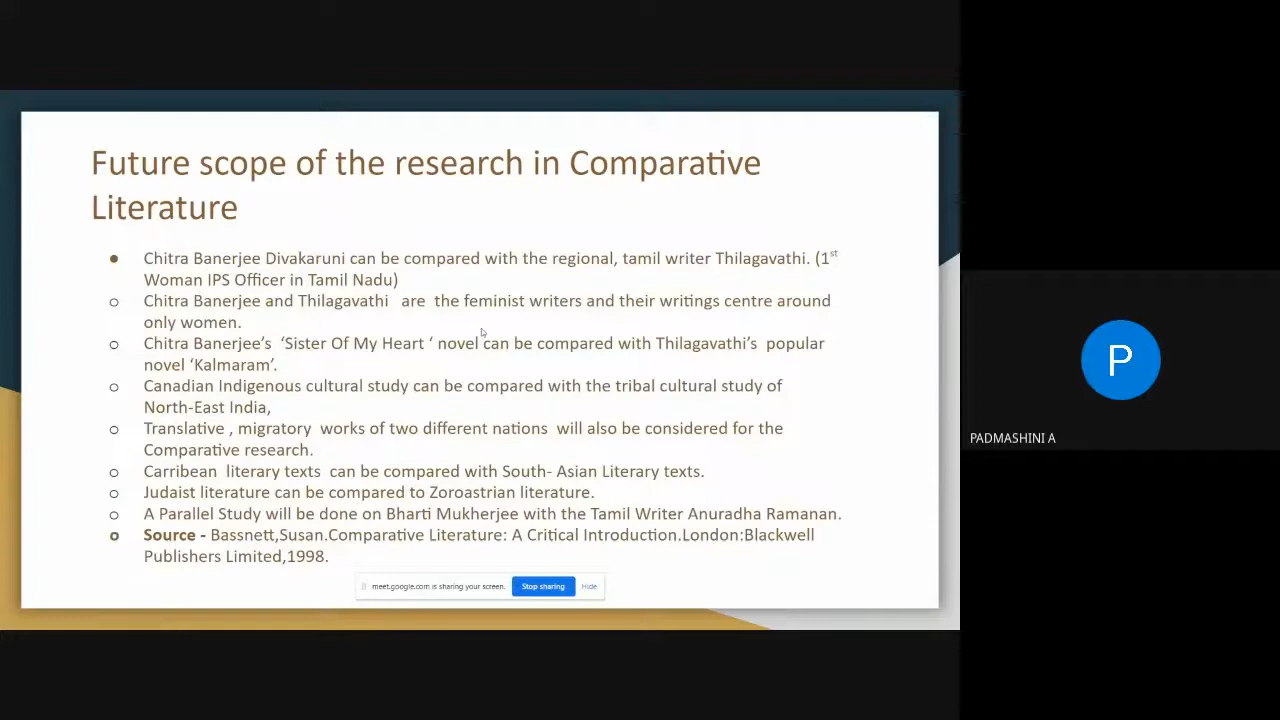 Future scope of the research in Comparative
Literature
● Chitra Banerjee Divakaruni can be compared with the regional, tamil writer Thilagavathi. (1st
Woman IPS Officer in Tamil Nadu)
o Chitra Banerjee and Thilagavathi are the feminist writers and their writings centre around
only women.
o Chitra Banerjee's ‘Sister Of My Heart ‘ novel can be compared with Thilagavathi’s popular
novel ‘Kalmaram’.
o Canadian Indigenous cultural study can be compared with the tribal cultural study of
North-East India,
o Translative , migratory works of two different nations will also be considered for the
Comparative research.
o Carribean literary texts can be compared with South- Asian Literary texts.
o Judaist literature can be compared to Zoroastrian literature.
o A Parallel Study will be done on Bharti Mukherjee with the Tamil Writer Anuradha Ramanan.
o Source - Bassnett,Susan.Comparative Literature: A Critical Introduction.London:Blackwell
Publishers Limited,1998.
meet.google.com is sharing your screen. Stop sharing Hide
P
PADMASHINI A